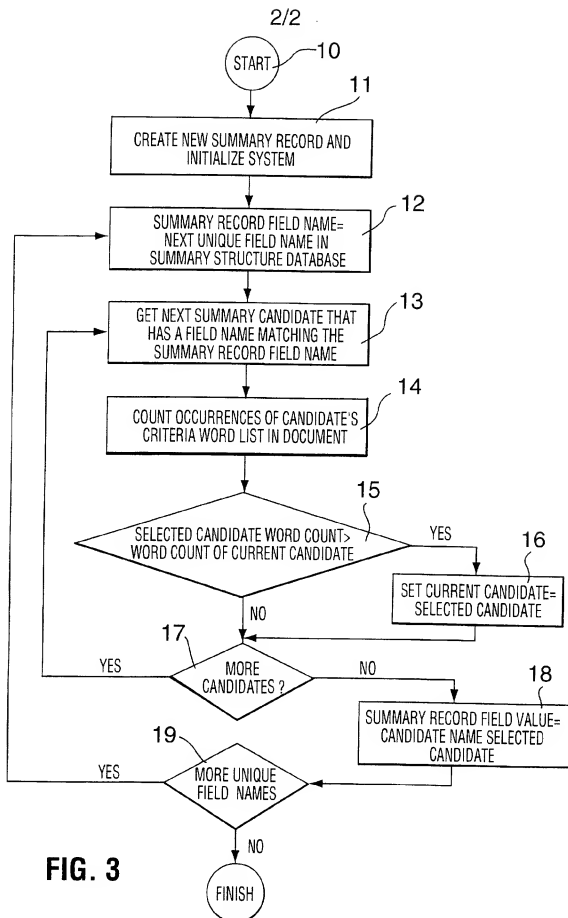 2/2
START
10
11
CREATE NEW SUMMARY RECORD AND
INITIALIZE SYSTEM
12
SUMMARY RECORD FIELD NAME=
NEXT UNIQUE FIELD NAME IN
SUMMARY STRUCTURE DATABASE
13
GET NEXT SUMMARY CANDIDATE THAT
HAS A FIELD NAME MATCHING THE
SUMMARY RECORD FIELD NAME
14
COUNT OCCURRENCES OF CANDIDATE'S
CRITERIA WORD LIST IN DOCUMENT
15
SELECTED CANDIDATE WORD COUNT>
WORD COUNT OF CURRENT CANDIDATE
YES
16
SET CURRENT CANDIDATE=
SELECTED CANDIDATE
NO
17
YES
MORE
CANDIDATES ?
NO
18
SUMMARY RECORD FIELD VALUE=
CANDIDATE NAME SELECTED
CANDIDATE
19
YES
MORE UNIQUE
FIELD NAMES
NO
FIG. 3
FINISH